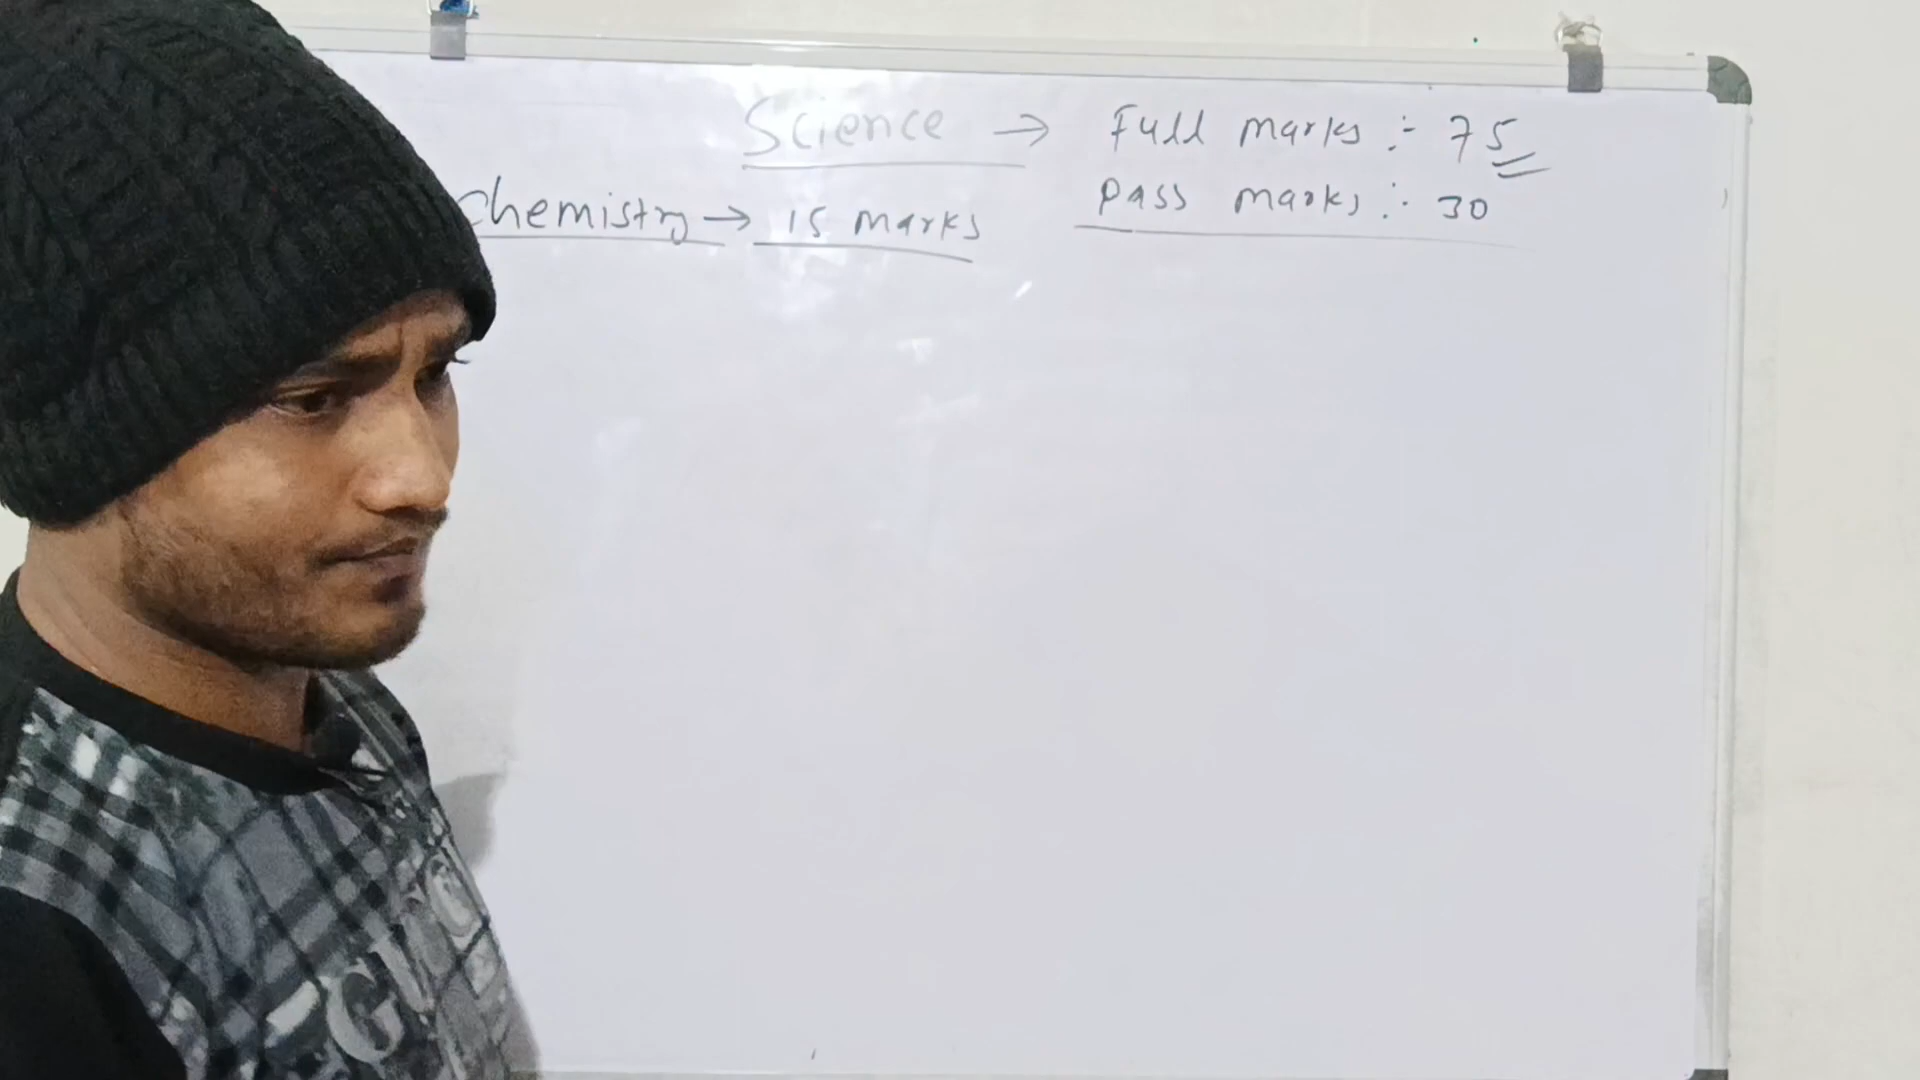 Science → Full marks :- 75
Chemistry → 15 marks
Pass marks :- 30